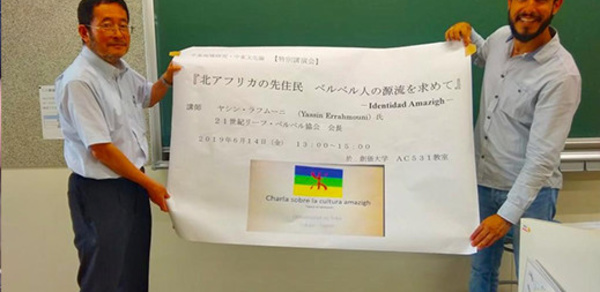 【特別講演会】
『北アフリカの先住民　ベルベル人の源流を求めて』
－Identidad Amazigh－
講師　ヤシン・ラフムーニ　(Yassin Errahmouni) 氏
21世紀リーフ・ベルベル協会　会長
2019年6月14日(金)　13:00～15:00
於　創価大学　AC531教室
Charla sobre la cultura amazigh